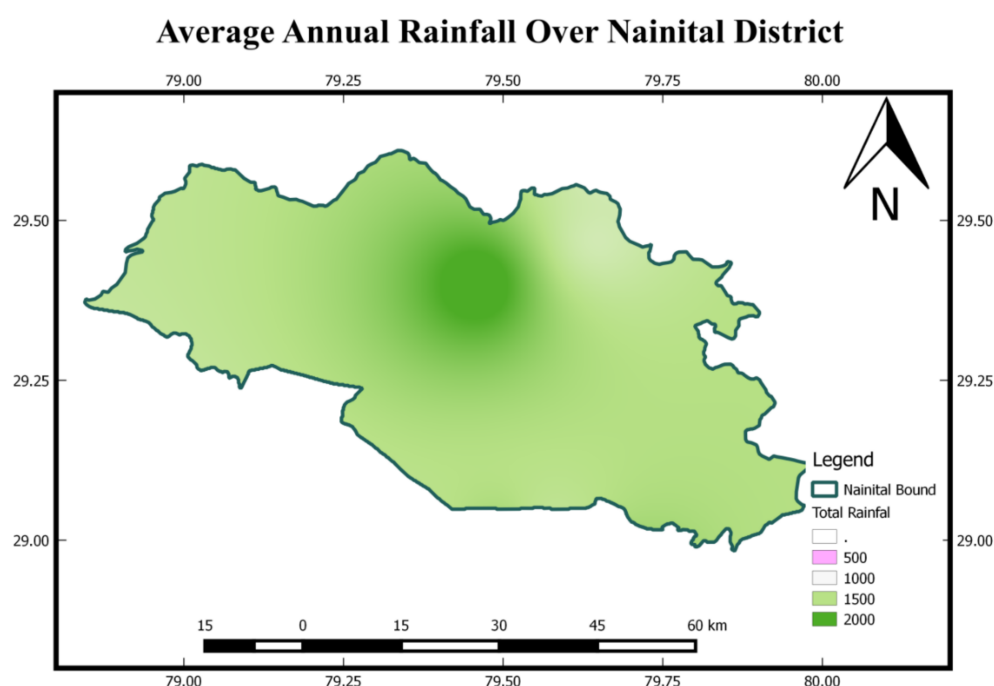 Average Annual Rainfall Over Nainital District
79.00 79.25 79.50 79.75 80.00
N
29.50 29.50
29.25 29.25
Legend
Nainital Bound
Total Rainfal
29.00 29.00
.
500
1000
1500
2000
15 0 15 30 45 60 km
79.00 79.25 79.50 79.75 80.00